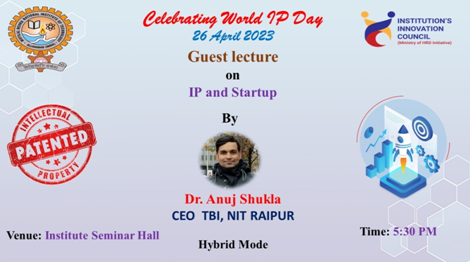 Celebrating World IP Day
26 April 2023
INSTITUTION'S
INNOVATION
COUNCIL
(Ministry of HRD Initiative)
Guest lecture
on
IP and Startup
By
INTELLECTUAL
PATENTED
PROPERTY
Dr. Anuj Shukla
CEO TBI, NIT RAIPUR
Venue: Institute Seminar Hall
Time: 5:30 PM
Hybrid Mode